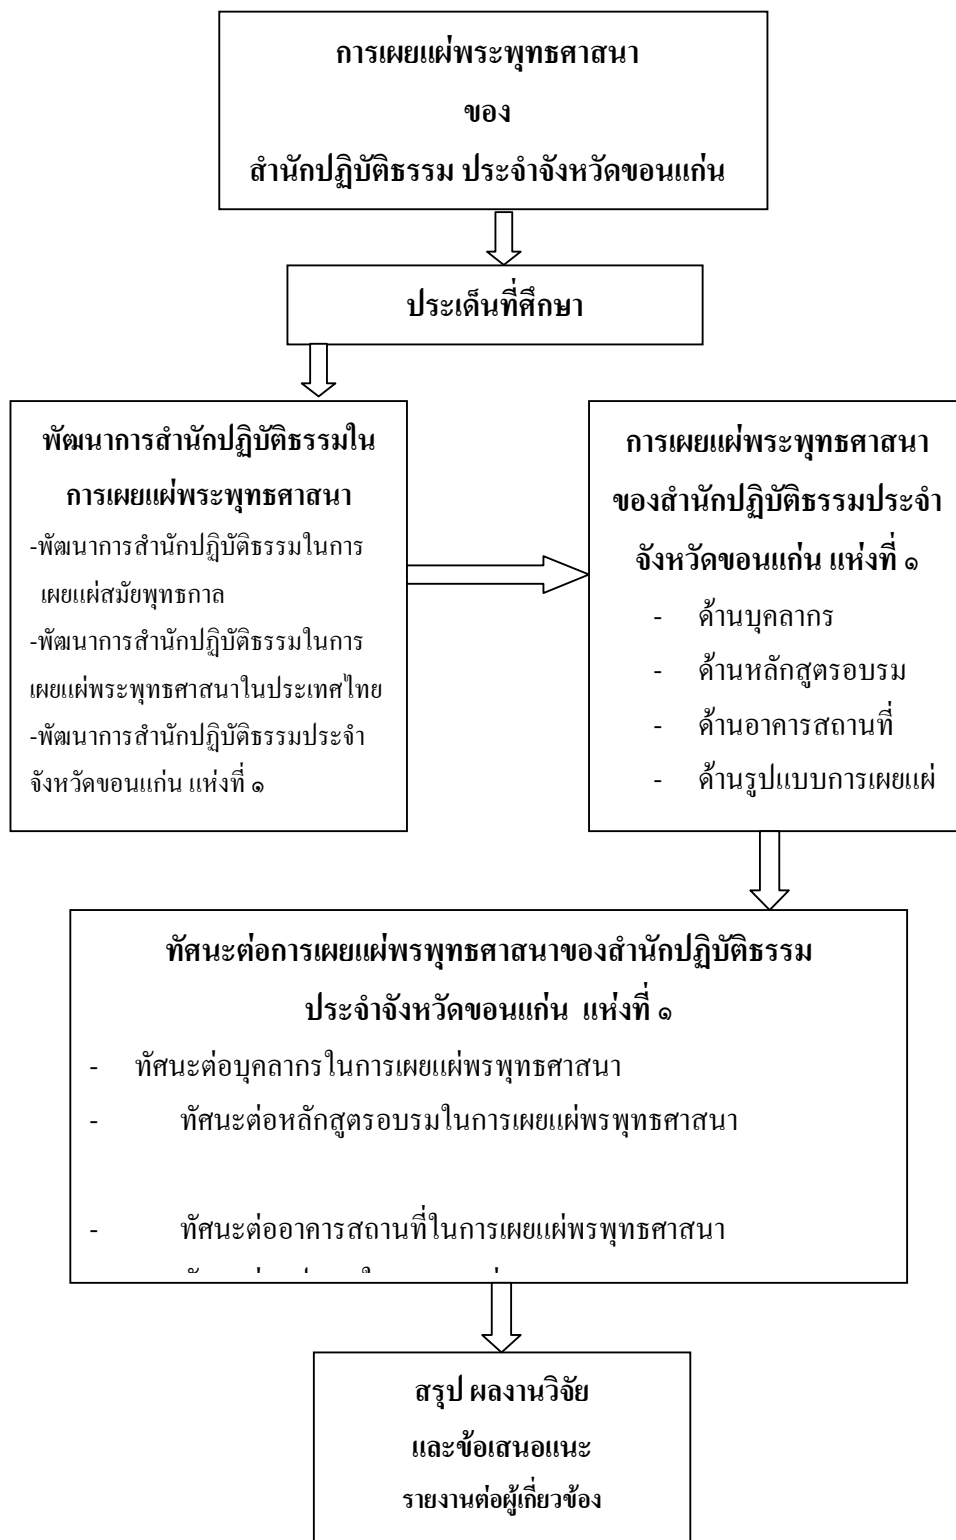 การเผยแผ่พระพุทธศาสนา
ของ
สำนักปฏิบัติธรรม ประจำจังหวัดขอนแก่น
ประเด็นที่ศึกษา
พัฒนาการสำนักปฏิบัติธรรมใน
การเผยแผ่พระพุทธศาสนา
-พัฒนาการสำนักปฏิบัติธรรมในการ
เผยแผ่สมัยพุทธกาล
-พัฒนาการสำนักปฏิบัติธรรมในการ
เผยแผ่พระพุทธศาสนาในประเทศไทย
-พัฒนาการสำนักปฏิบัติธรรมประจำ
จังหวัดขอนแก่น แห่งที่ ๑
การเผยแผ่พระพุทธศาสนา
ของสำนักปฏิบัติธรรมประจำ
จังหวัดขอนแก่น แห่งที่ ๑
- ด้านบุคลากร
- ด้านหลักสูตรอบรม
- ด้านอาคารสถานที่
- ด้านรูปแบบการเผยแผ่
ทัศนะต่อการเผยแผ่พรพุทธศาสนาของสำนักปฏิบัติธรรม
ประจำจังหวัดขอนแก่น แห่งที่ ๑
- ทัศนะต่อบุคลากรในการเผยแผ่พรพุทธศาสนา
- ทัศนะต่อหลักสูตรอบรมในการเผยแผ่พรพุทธศาสนา
- ทัศนะต่ออาคารสถานที่ในการเผยแผ่พรพุทธศาสนา
สรุป ผลงานวิจัย
และข้อเสนอแนะ
รายงานต่อผู้เกี่ยวข้อง